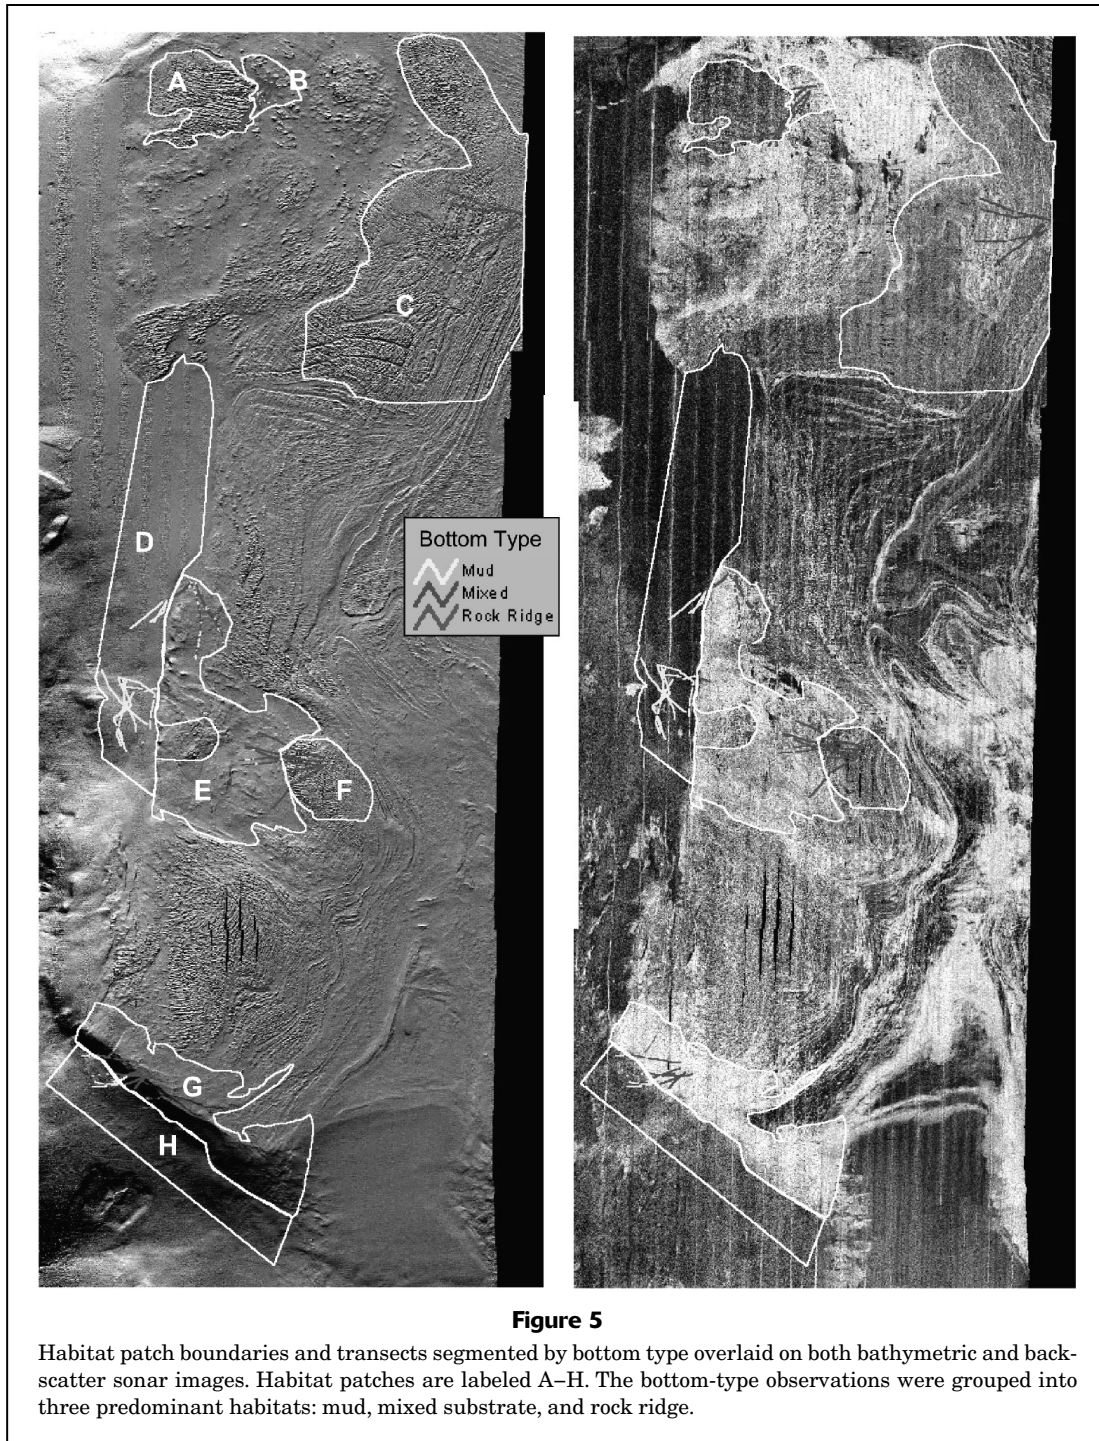 A
B
C
D
Bottom Type
Mud
Mixed
Rock Ridge
E
F
G
H
Figure 5
Habitat patch boundaries and transects segmented by bottom type overlaid on both bathymetric and back-
scatter sonar images. Habitat patches are labeled A–H. The bottom-type observations were grouped into
three predominant habitats: mud, mixed substrate, and rock ridge.